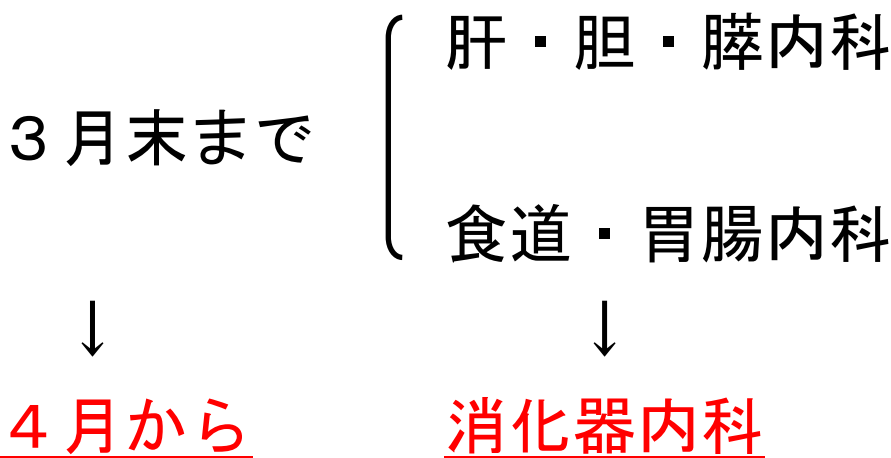 肝・胆・膵内科
３月末まで
食道・胃腸内科
↓ ↓
４月から 消化器内科